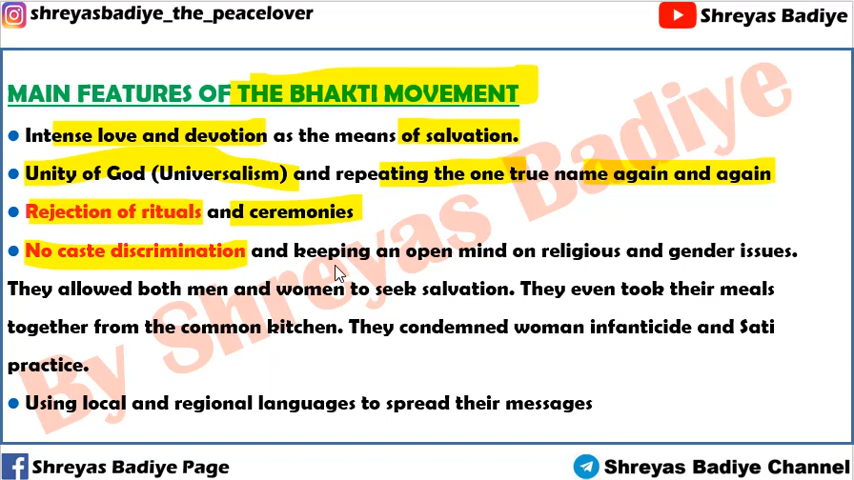 shreyasbadiye_the_peacelover
Shreyas Badiye
MAIN FEATURES OF THE BHAKTI MOVEMENT
• Intense love and devotion as the means of salvation.
• Unity of God (Universalism) and repeating the one true name again and again
• Rejection of rituals and ceremonies
• No caste discrimination and keeping an open mind on religious and gender issues.
They allowed both men and women to seek salvation. They even took their meals
together from the common kitchen. They condemned woman infanticide and Sati
practice.
• Using local and regional languages to spread their messages
By Shreyas Badiye
Shreyas Badiye Page
Shreyas Badiye Channel